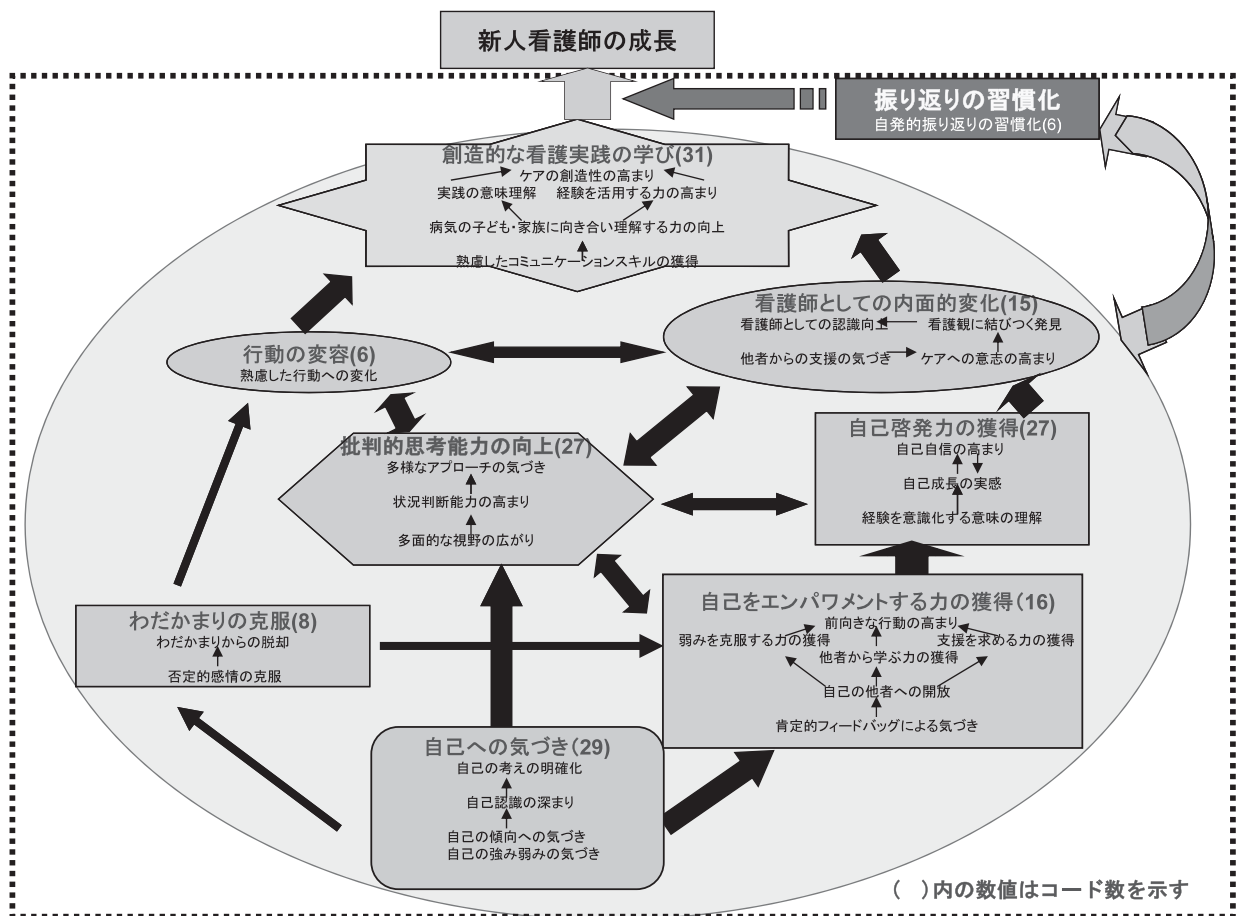 新人看護師の成長
振り返りの習慣化
自発的振り返りの習慣化(6)
創造的な看護実践の学び(31)
ケアの創造性の高まり
実践の意味理解 経験を活用する力の高まり
病気の子ども・家族に向き合い理解する力の向上
熟慮したコミュニケーションスキルの獲得
看護師としての内面的変化(15)
看護師としての認識向上 看護観に結びつく発見
他者からの支援の気づき ケアへの意志の高まり
行動の変容(6)
熟慮した行動への変化
批判的思考能力の向上(27)
多様なアプローチの気づき
状況判断能力の高まり
多面的な視野の広がり
自己啓発力の獲得(27)
自己自信の高まり
自己成長の実感
経験を意識化する意味の理解
わだかまりの克服(8)
わだかまりからの脱却
否定的感情の克服
自己をエンパワメントする力の獲得(16)
前向きな行動の高まり
弱みを克服する力の獲得 支援を求める力の獲得
他者から学ぶ力の獲得
自己の他者への開放
肯定的フィードバッグによる気づき
自己への気づき(29)
自己の考えの明確化
自己認識の深まり
自己の傾向への気づき
自己の強み弱みの気づき
(　)内の数値はコード数を示す